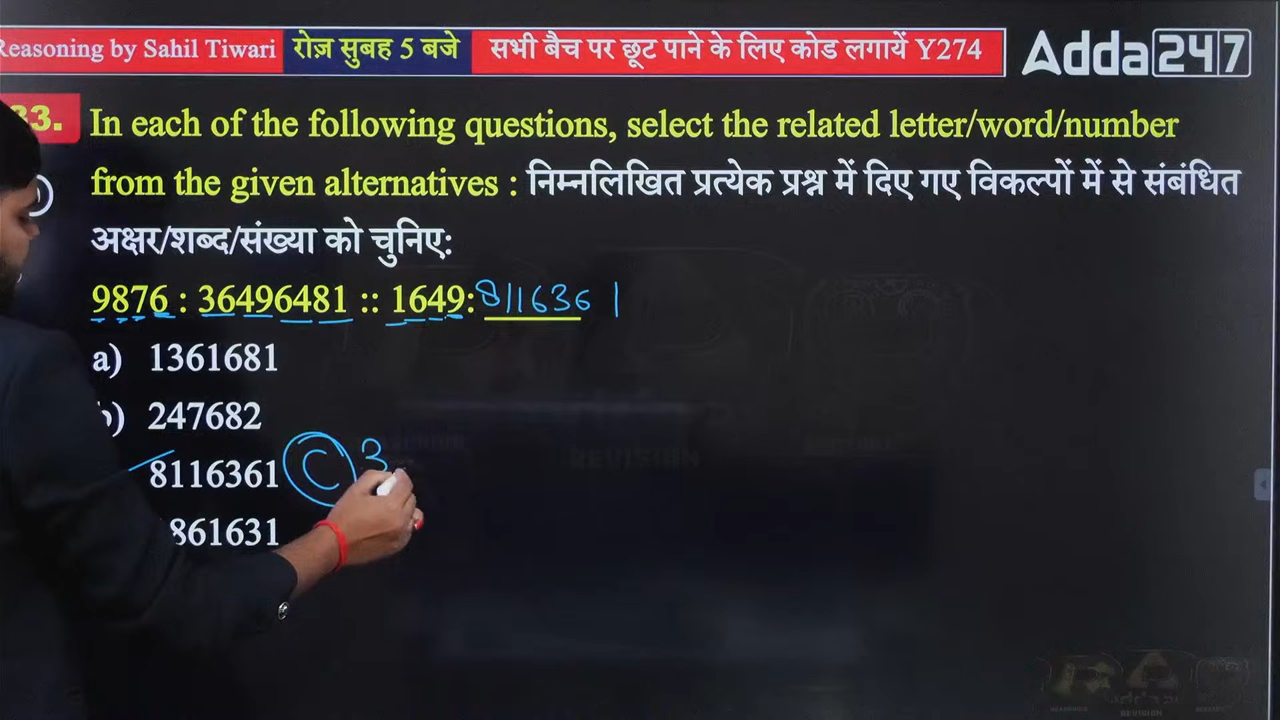 Reasoning by Sahil Tiwari रोज़ सुबह 5 बजे सभी बैच पर छूट पाने के लिए कोड लगायें Y274 Adda247
33. In each of the following questions, select the related letter/word/number
from the given alternatives : निम्नलिखित प्रत्येक प्रश्न में दिए गए विकल्पों में से संबंधित
अक्षर/शब्द/संख्या को चुनिए:
9876 : 36496481 :: 1649: 8116361
a) 1361681
b) 247682
8116361 C 3
861631